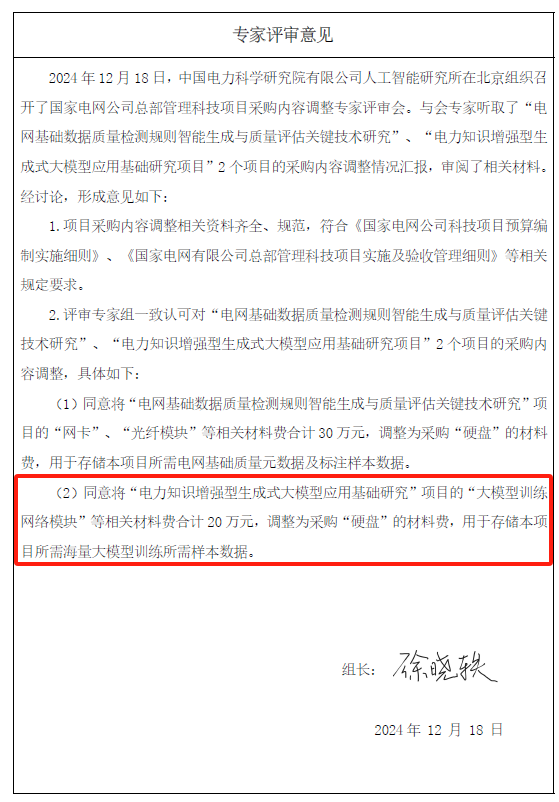 专家评审意见
2024年12月18日，中国电力科学研究院有限公司人工智能研究所在北京组织召
开了国家电网公司总部管理科技项目采购内容调整专家评审会。与会专家听取了“电
网基础数据质量检测规则智能生成与质量评估关键技术研究”、“电力知识增强型生
成式大模型应用基础研究项目”2个项目的采购内容调整情况汇报，审阅了相关材料。
经讨论，形成意见如下：
1.项目采购内容调整相关资料齐全、规范，符合《国家电网公司科技项目预算编
制实施细则》、《国家电网有限公司总部管理科技项目实施及验收管理细则》等相关
规定要求。
2.评审专家组一致认可对“电网基础数据质量检测规则智能生成与质量评估关键
技术研究”、“电力知识增强型生成式大模型应用基础研究项目”2个项目的采购内
容调整，具体如下：
（1）同意将“电网基础数据质量检测规则智能生成与质量评估关键技术研究”项
目的“网卡”、“光纤模块”等相关材料费合计30万元，调整为采购“硬盘”的材料
费，用于存储本项目所需电网基础质量元数据及标注样本数据。
（2）同意将“电力知识增强型生成式大模型应用基础研究”项目的“大模型训练
网络模块”等相关材料费合计20万元，调整为采购“硬盘”的材料费，用于存储本项
目所需海量大模型训练所需样本数据。
组长：徐晓轶
2024年 12 月 18 日